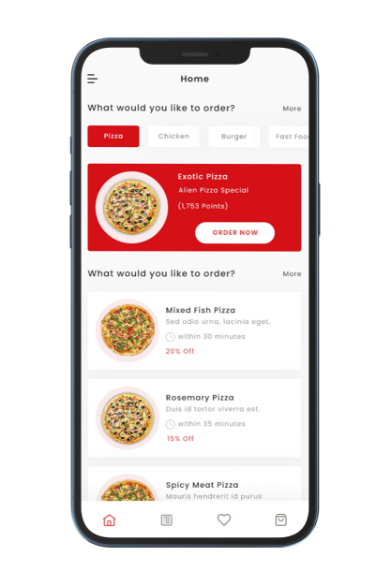 Home
What would you like to order? More
Pizza Chicken Burger Fast Foo
Exotic Pizza
Alien Pizza Special
(1,753 Points)
ORDER NOW
What would you like to order? More
Mixed Fish Pizza
Sed odio urna, lacinia eget.
within 30 minutes
20% Off
Rosemary Pizza
Duis id tortor viverra est.
within 35 minutes
15% Off
Spicy Meat Pizza
Mauris hendrerit id purus